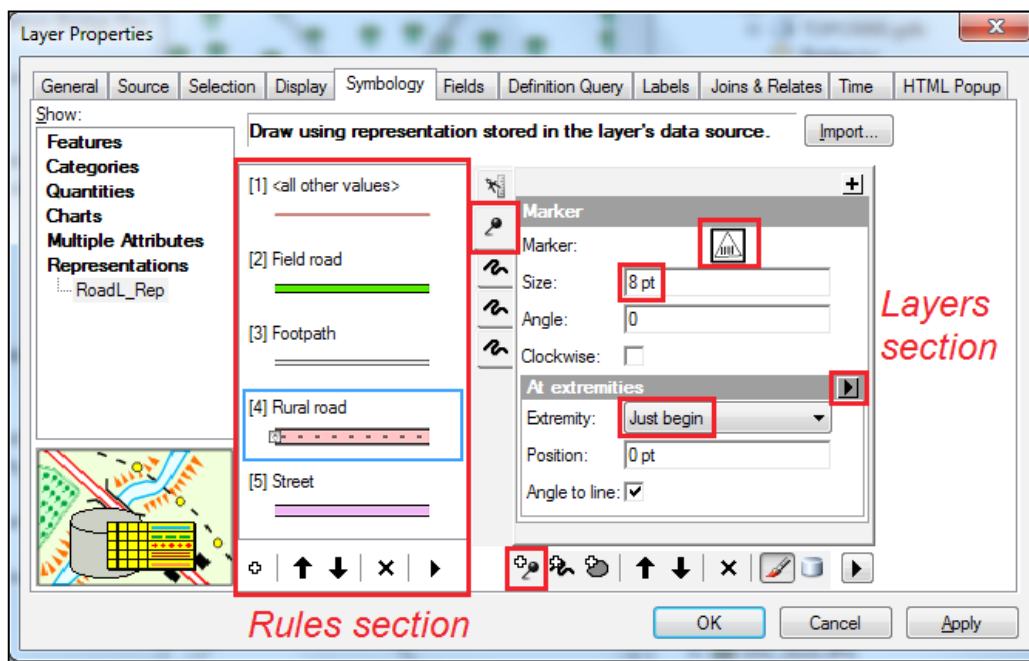 Layer Properties
General Source Selection Display Symbology Fields Definition Query Labels Joins & Relates Time HTML Popup
Show:
Features
Categories
Quantities
Charts
Multiple Attributes
Representations
RoadL_Rep
Draw using representation stored in the layer's data source.
Import...
[1] <all other values>
[2] Field road
[3] Footpath
[4] Rural road
[5] Street
Marker
Marker:
Size: 8 pt
Angle: 0
Clockwise:
At extremities
Extremity: Just begin
Position: 0 pt
Angle to line:
Layers
section
Rules section
OK Cancel Apply